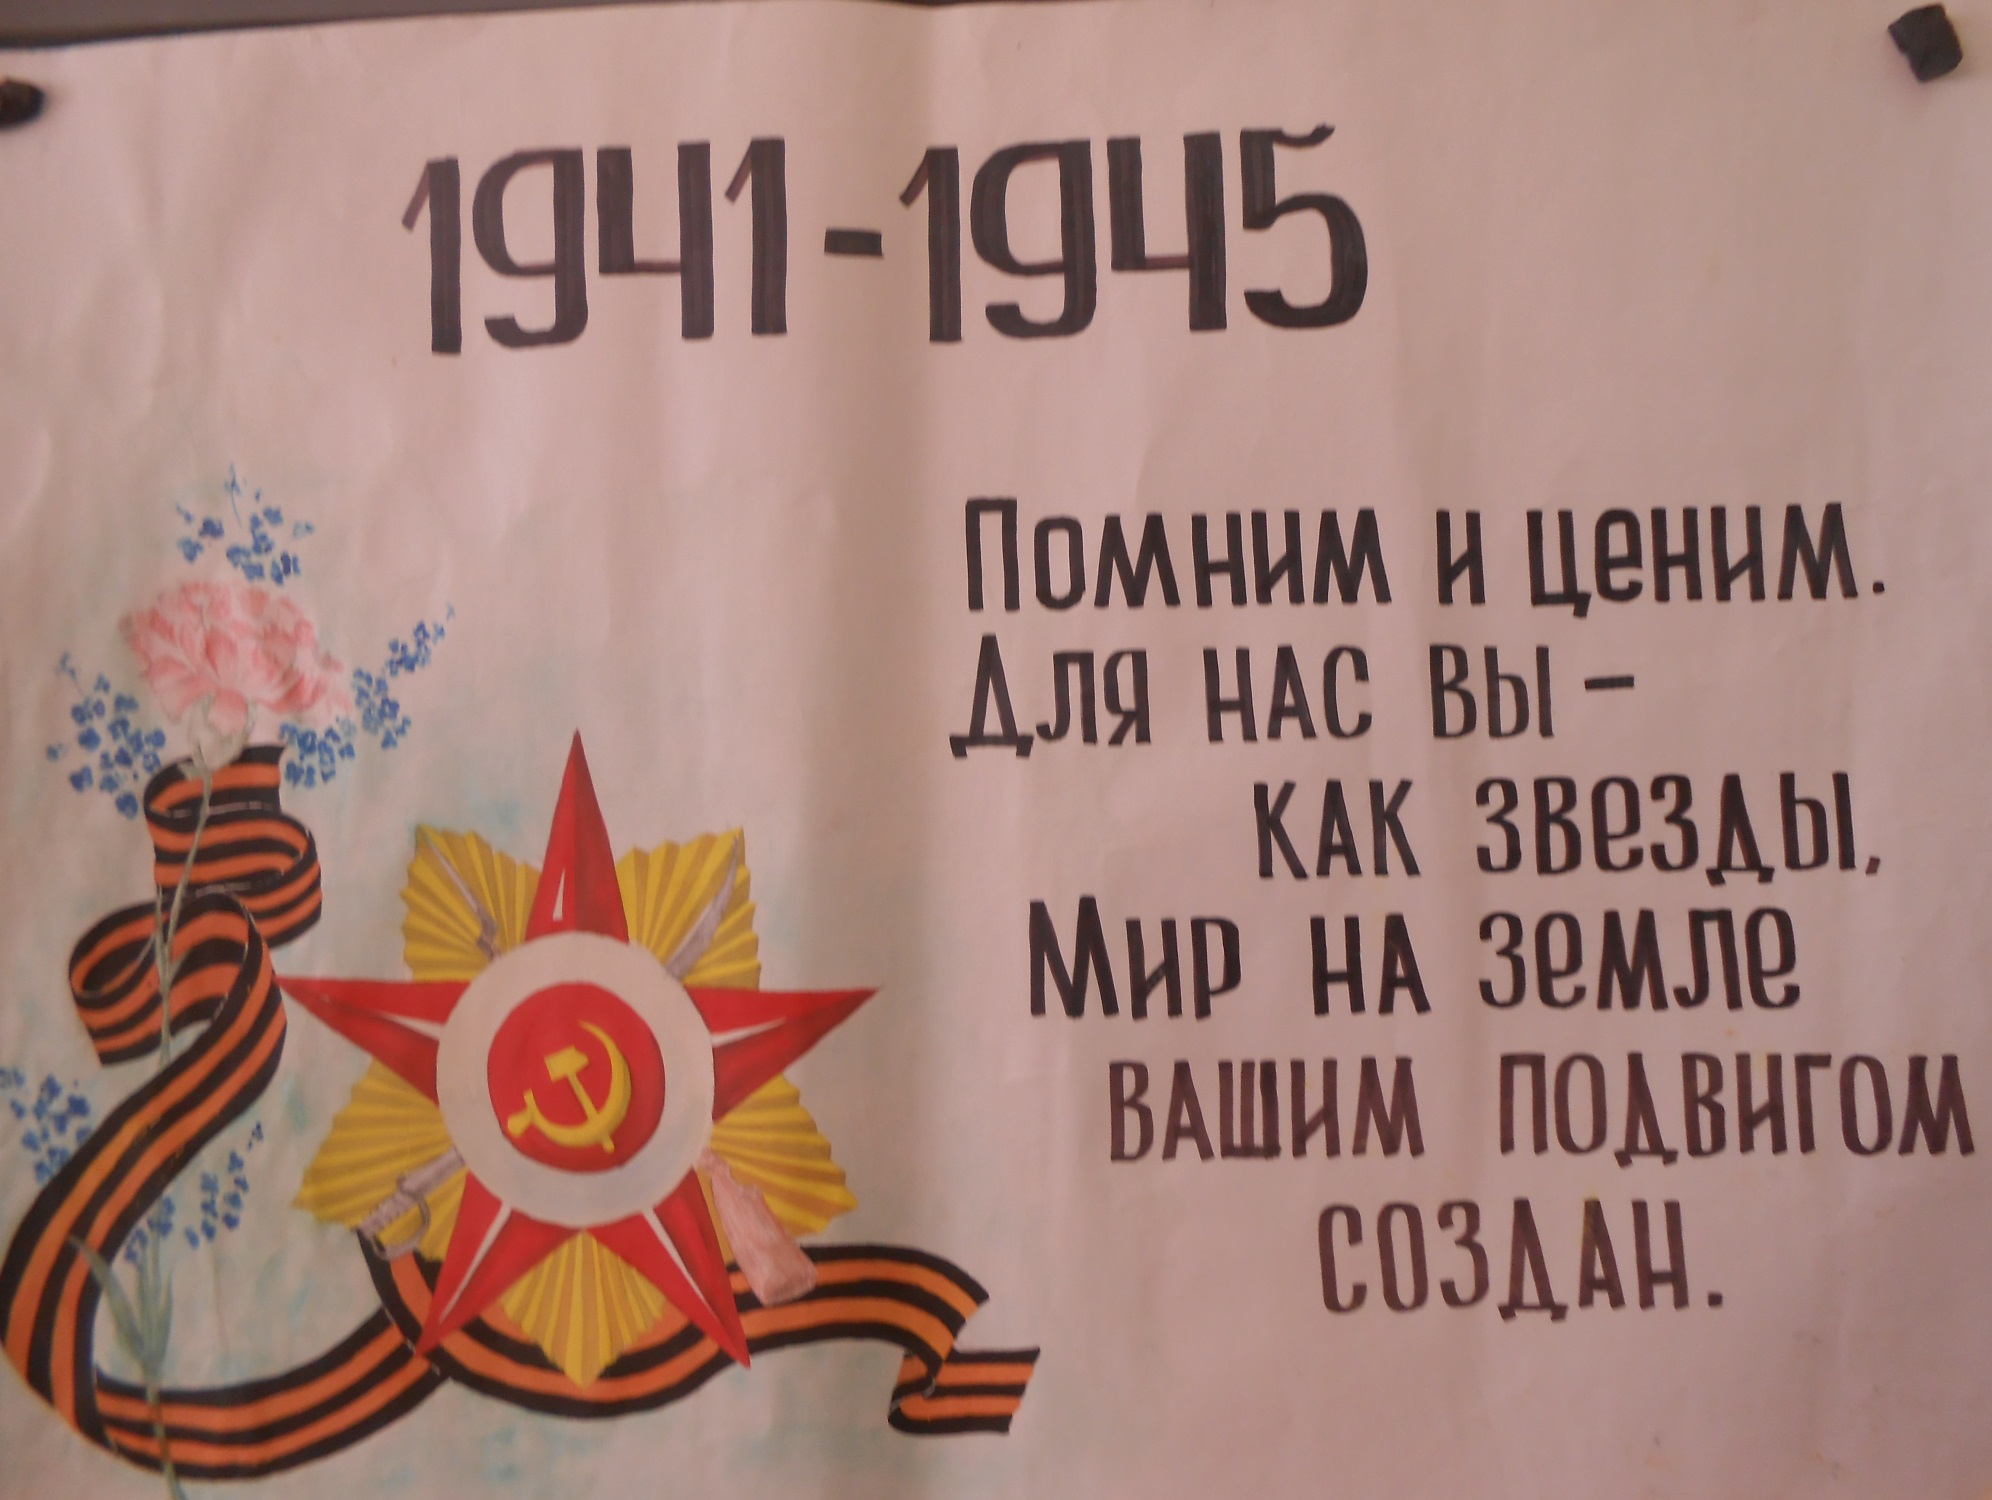 1941-1945
Помним и ценим.
Для нас вы -
как звезды,
Мир на земле
вашим подвигом
создан.